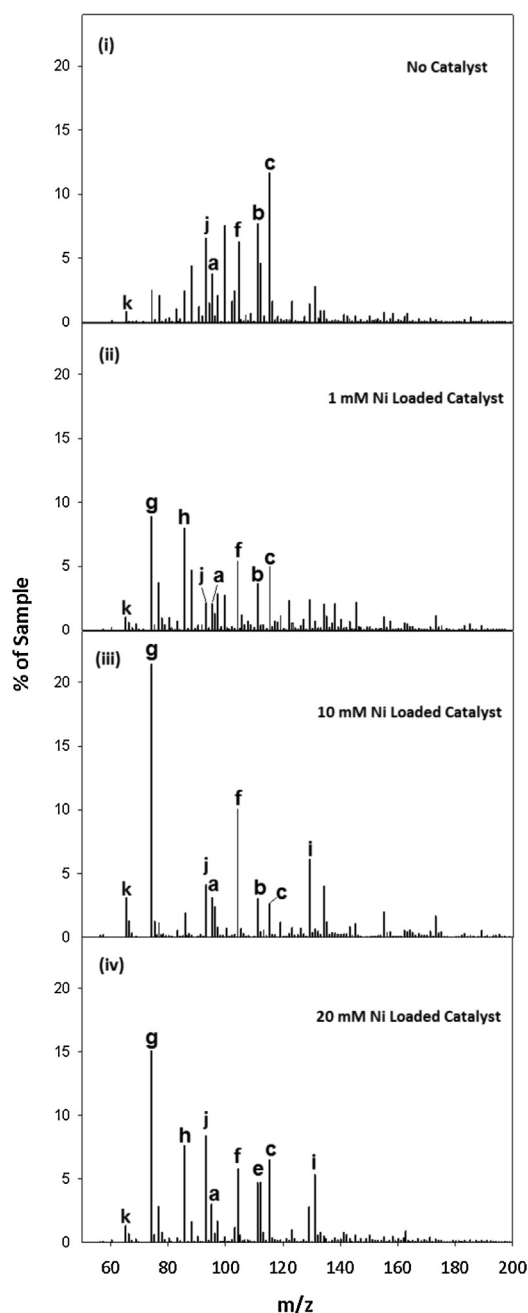 (i)
No Catalyst
20
15
10
5
0
k
j
a
f
b
c
(ii)
1 mM Ni Loaded Catalyst
20
15
10
5
0
k
g
h
j
a
f
b
c
% of Sample
(iii)
10 mM Ni Loaded Catalyst
20
15
10
5
0
k
g
j
a
f
b
c
i
(iv)
20 mM Ni Loaded Catalyst
20
15
10
5
0
k
g
h
j
a
f
e
c
i
60 80 100 120 140 160 180 200
m/z